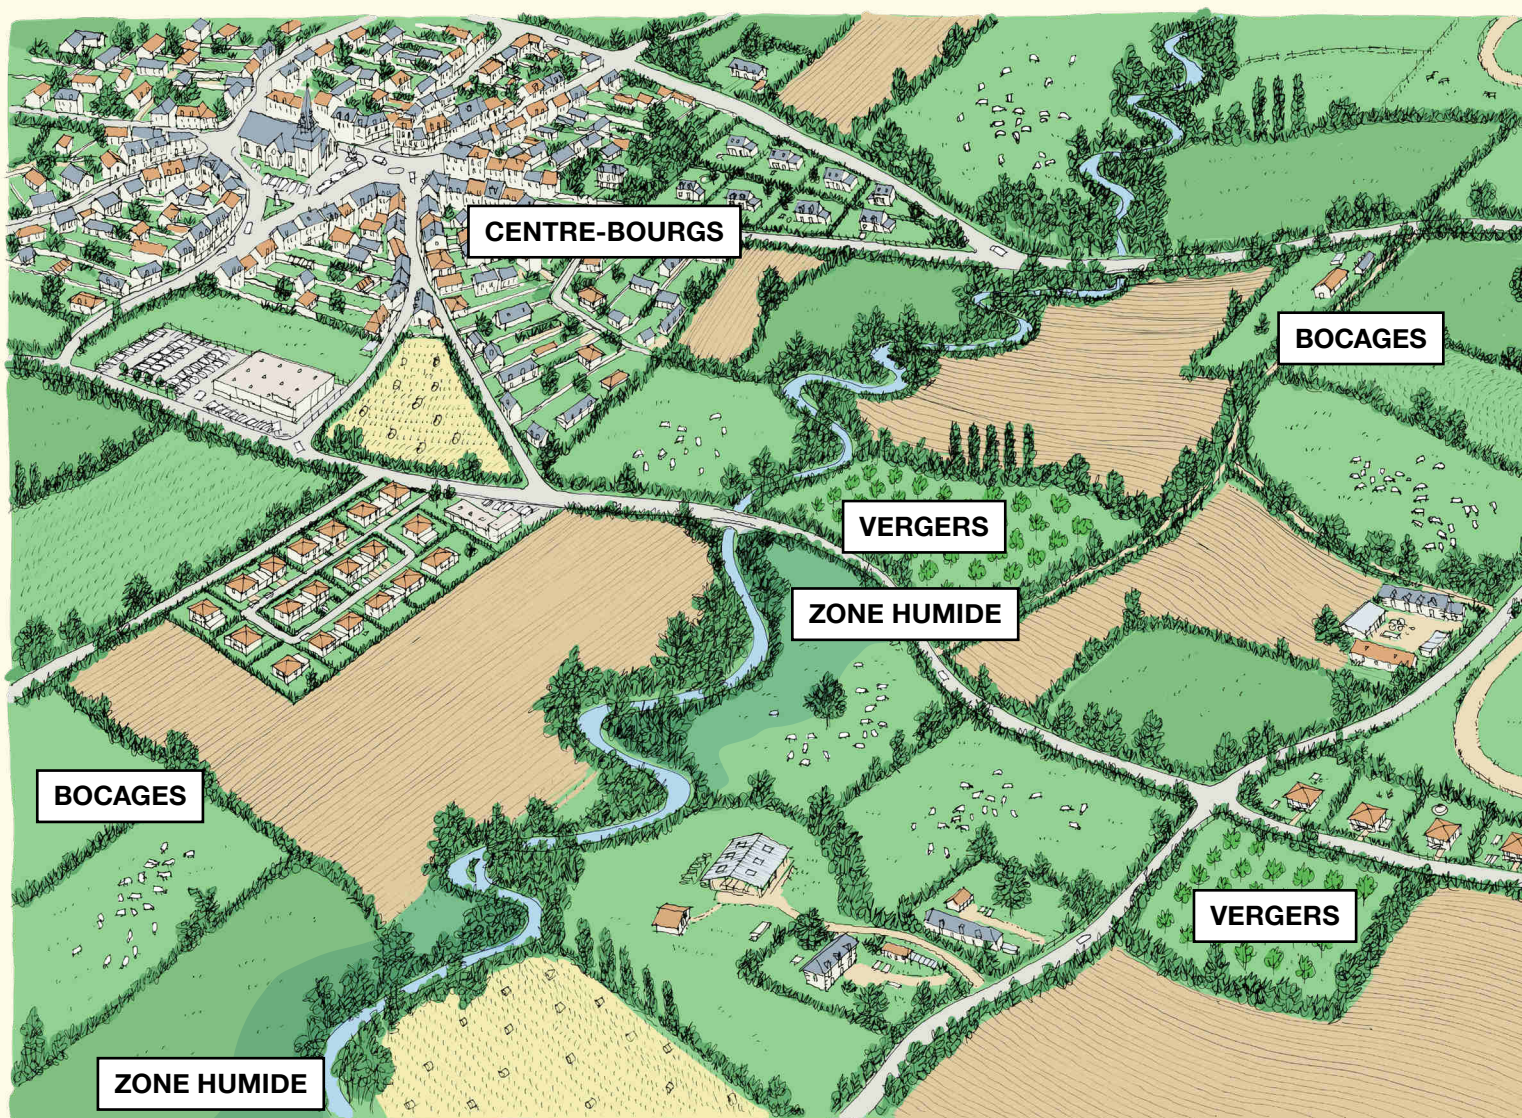 CENTRE-BOURGS
BOCAGES
VERGERS
ZONE HUMIDE
BOCAGES
VERGERS
ZONE HUMIDE